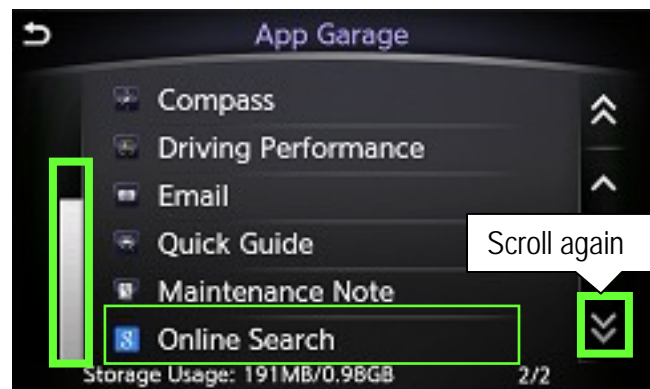 App Garage
Compass
Driving Performance
Email
Quick Guide
Scroll again
Maintenance Note
Online Search
Storage Usage: 191MB/0.98GB 2/2